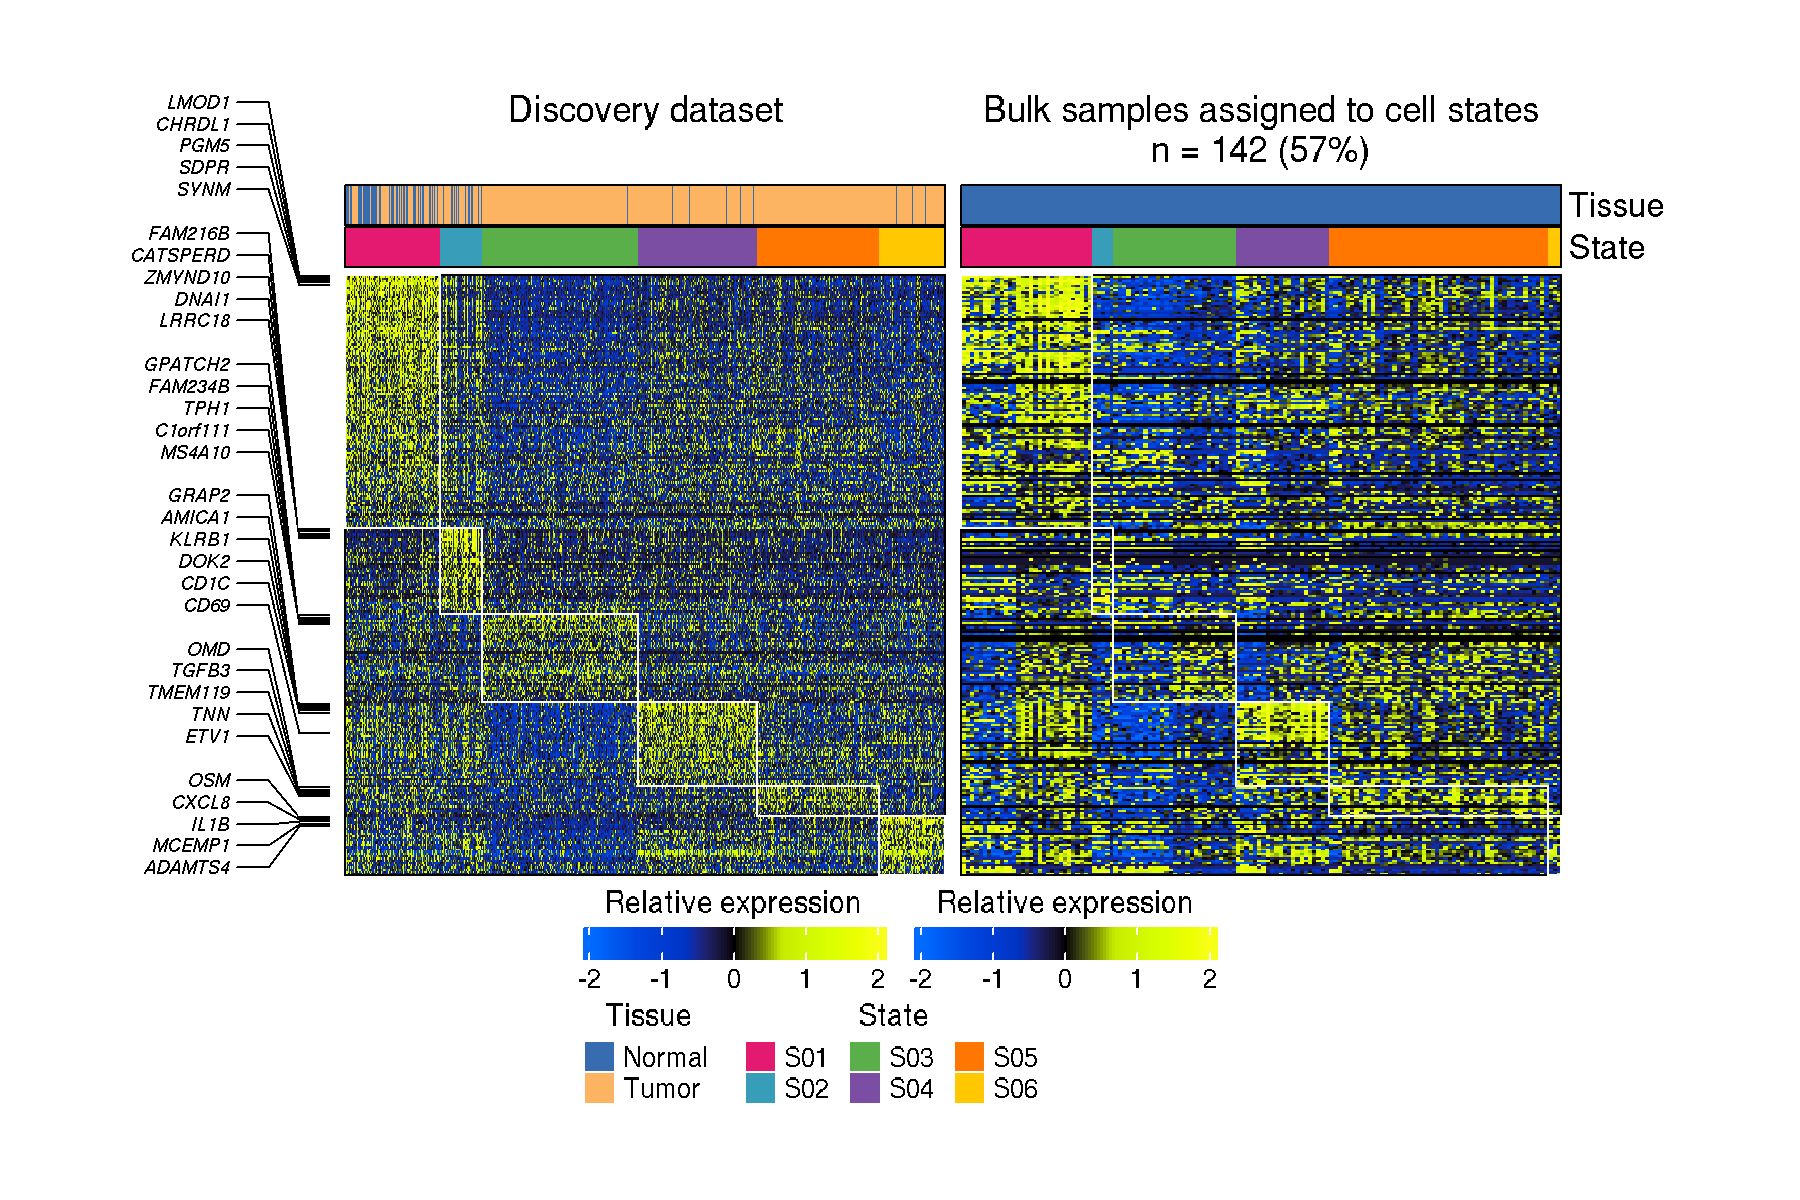 Discovery dataset
Bulk samples assigned to cell states
n = 142 (57%)
Tissue
State
LMOD1
CHRDL1
PGM5
SDPR
SYNM
FAM216B
CATSPERD
ZMYND10
DNAI1
LRRC18
GPATCH2
FAM234B
TPH1
C1orf111
MS4A10
GRAP2
AMICA1
KLRB1
DOK2
CD1C
CD69
OMD
TGFB3
TMEM119
TNN
ETV1
OSM
CXCL8
IL1B
MCEMP1
ADAMTS4
Relative expression
-2 -1 0 1 2
Relative expression
-2 -1 0 1 2
Tissue
Normal
Tumor
State
S01 S03 S05
S02 S04 S06